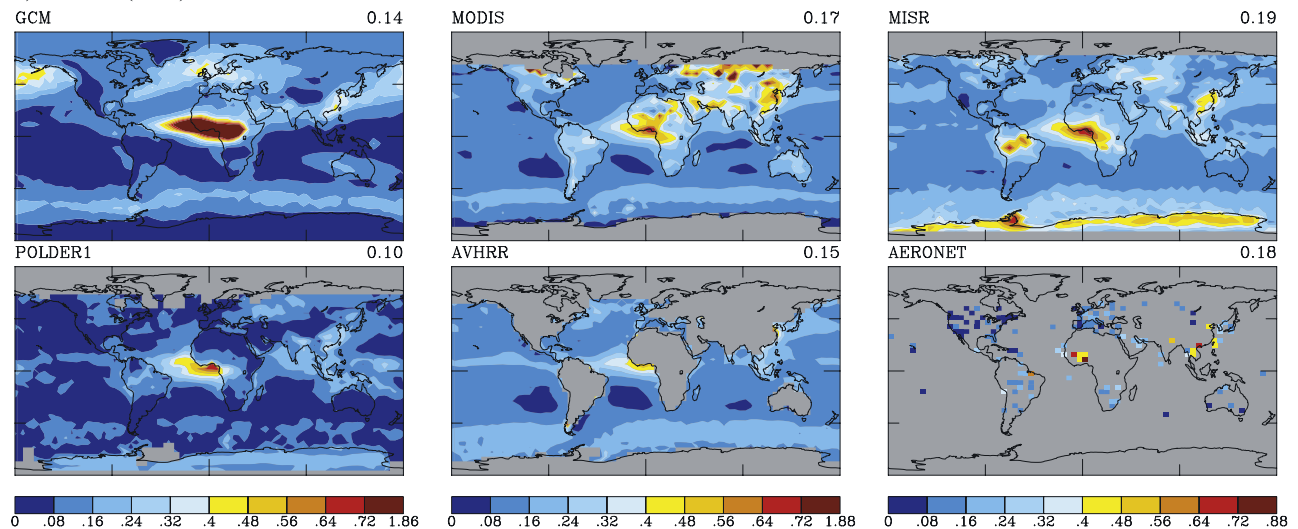 GCM 0.14 MODIS 0.17 MISR 0.19
POLDER1 0.10 AVHRR 0.15 AERONET 0.18
0 .08 .16 .24 .32 .4 .48 .56 .64 .72 1.86 0 .08 .16 .24 .32 .4 .48 .56 .64 .72 1.88 0 .08 .16 .24 .32 .4 .48 .56 .64 .72 .88